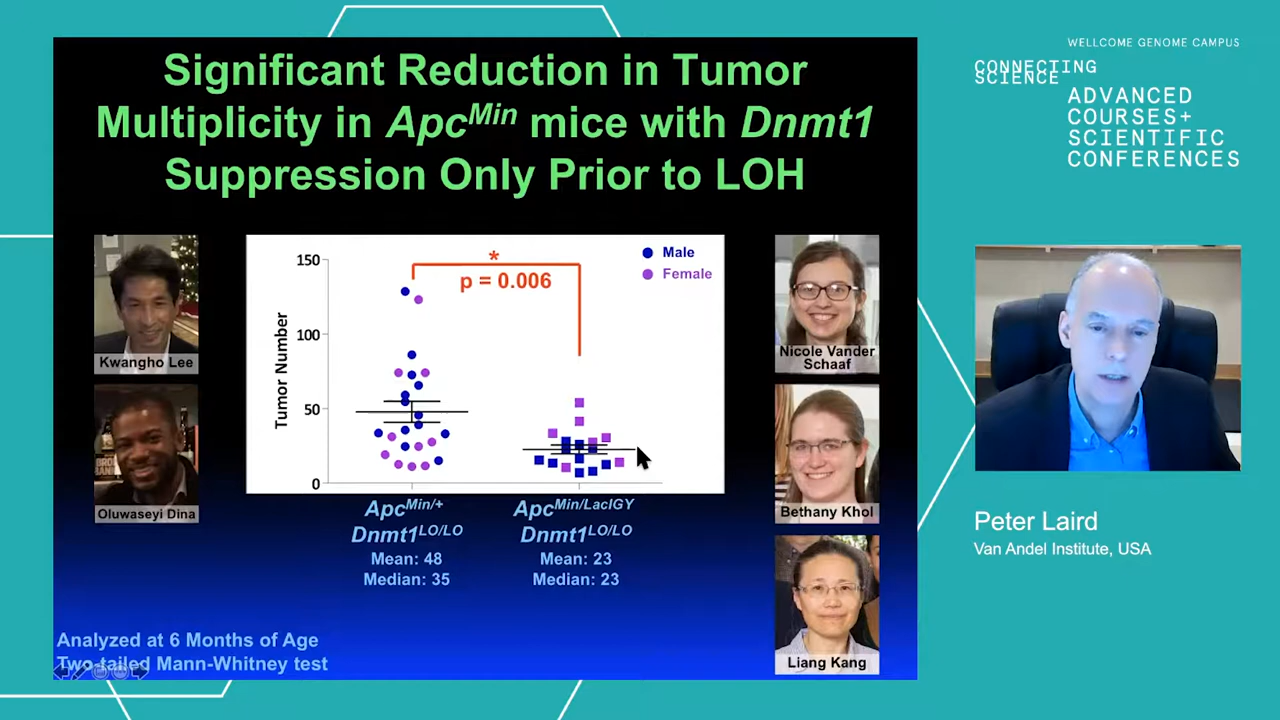 Significant Reduction in Tumor
Multiplicity in ApcMin mice with Dnmt1
Suppression Only Prior to LOH
WELLCOME GENOME CAMPUS
CONNECTING
SCIENCE
ADVANCED
COURSES+
SCIENTIFIC
CONFERENCES
Kwangho Lee
Oluwaseyi Dina
Tumor Number
150
100
50
0
*
p = 0.006
Male
Female
ApcMin/+
Dnmt1LO/LO
Mean: 48
Median: 35
ApcMin/LacIGY
Dnmt1LO/LO
Mean: 23
Median: 23
Nicole Vander
Schaaf
Bethany Khol
Liang Kang
Analyzed at 6 Months of Age
Two-tailed Mann-Whitney test
Peter Laird
Van Andel Institute, USA